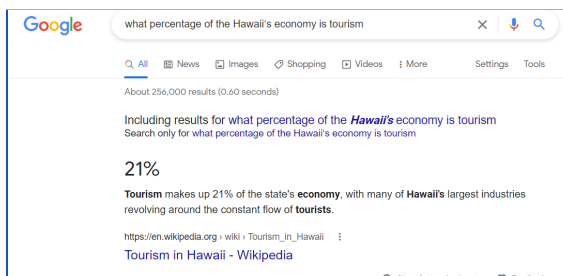 Google
what percentage of the Hawaii's economy is tourism
All News Images Shopping Videos More Settings Tools
About 256,000 results (0.60 seconds)
Including results for what percentage of the Hawaii's economy is tourism
Search only for what percentage of the Hawaii's economy is tourism
21%
Tourism makes up 21% of the state's economy, with many of Hawaii's largest industries
revolving around the constant flow of tourists.
https://en.wikipedia.org › wiki › Tourism_in_Hawaii
Tourism in Hawaii - Wikipedia